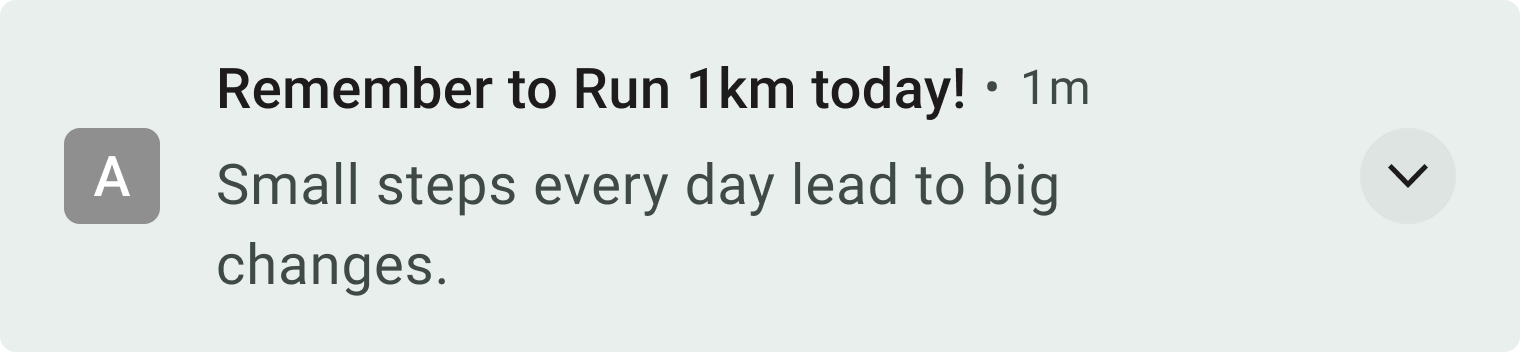 Remember to Run 1km today! • 1m
A
Small steps every day lead to big
changes.